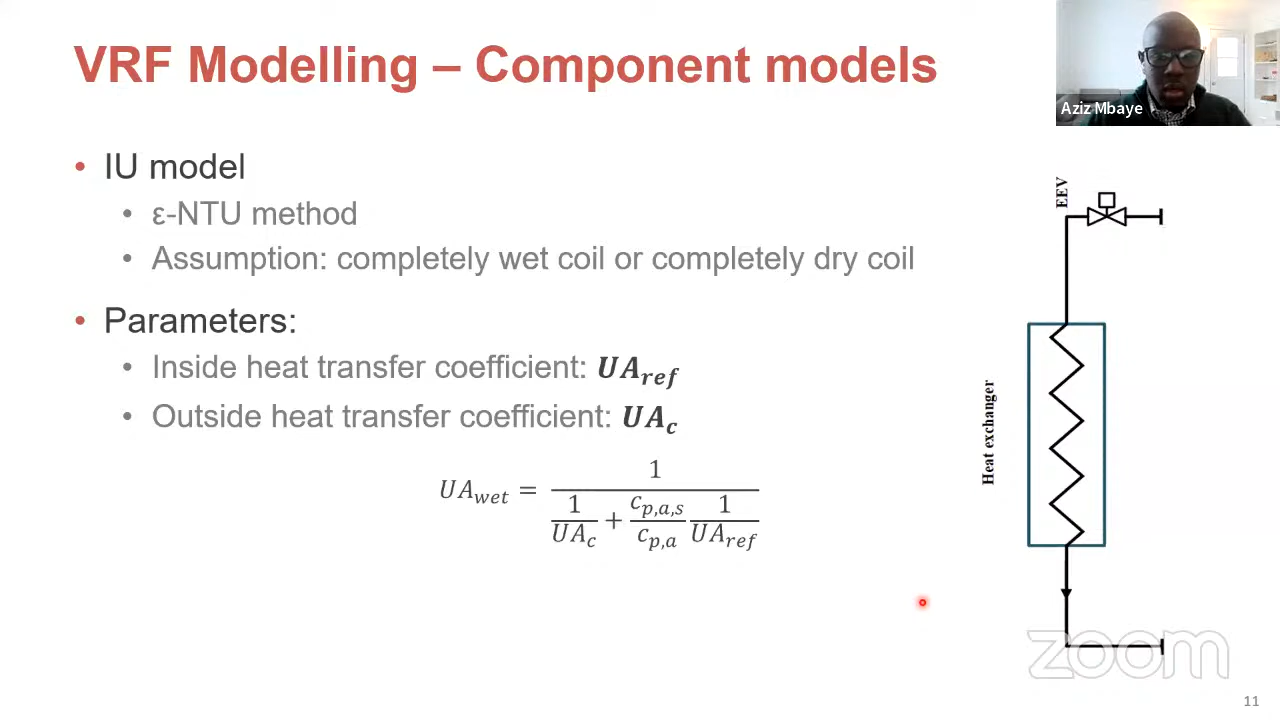 VRF Modelling – Component models
Aziz Mbaye
• IU model
• ε-NTU method
• Assumption: completely wet coil or completely dry coil
• Parameters:
• Inside heat transfer coefficient: UA_ref
• Outside heat transfer coefficient: UA_c
UA_wet = 1 / (1/UA_c + c_p,a,s/c_p,a 1/UA_ref)
EEV
Heat exchanger
zoom
11